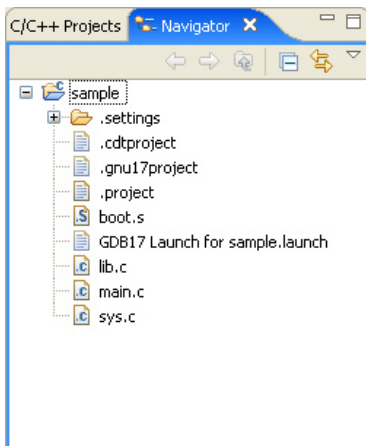 C/C++ Projects Navigator
sample
.settings
.cdtproject
.gnu17project
.project
boot.s
GDB17 Launch for sample.launch
lib.c
main.c
sys.c